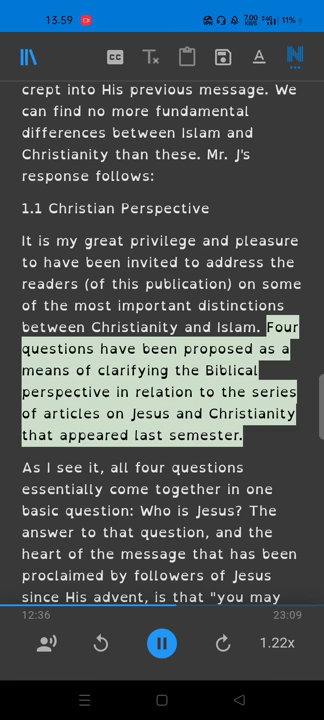 13.59
7.00
KB/S
11%
CC
A
N
crept into His previous message. We
can find no more fundamental
differences between Islam and
Christianity than these. Mr. J's
response follows:
1.1 Christian Perspective
It is my great privilege and pleasure
to have been invited to address the
readers (of this publication) on some
of the most important distinctions
between Christianity and Islam. Four
questions have been proposed as a
means of clarifying the Biblical
perspective in relation to the series
of articles on Jesus and Christianity
that appeared last semester.
As I see it, all four questions
essentially come together in one
basic question: Who is Jesus? The
answer to that question, and the
heart of the message that has been
proclaimed by followers of Jesus
since His advent, is that "you may
12:36
23:09
1.22x